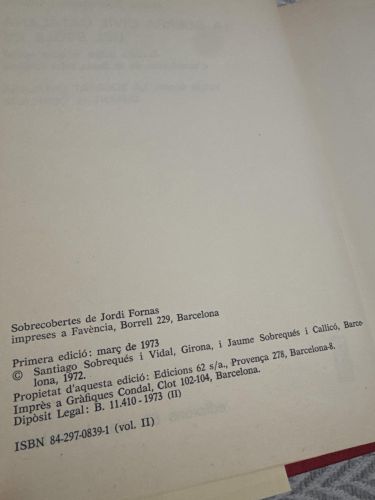 Sobrecobertes de Jordi Fornas
impreses a Favència, Borrell 229, Barcelona
Primera edició: març de 1973
© Santiago Sobrequés i Vidal, Girona, i Jaume Sobrequés i Callicó, Barce-
lona, 1972.
Propietat d'aquesta edició: Edicions 62 s/a., Provença 278, Barcelona-8.
Imprès a Gràfiques Condal, Clot 102-104, Barcelona.
Dipòsit Legal: B. 11.410 - 1973 (II)
ISBN 84-297-0839-1 (vol. II)